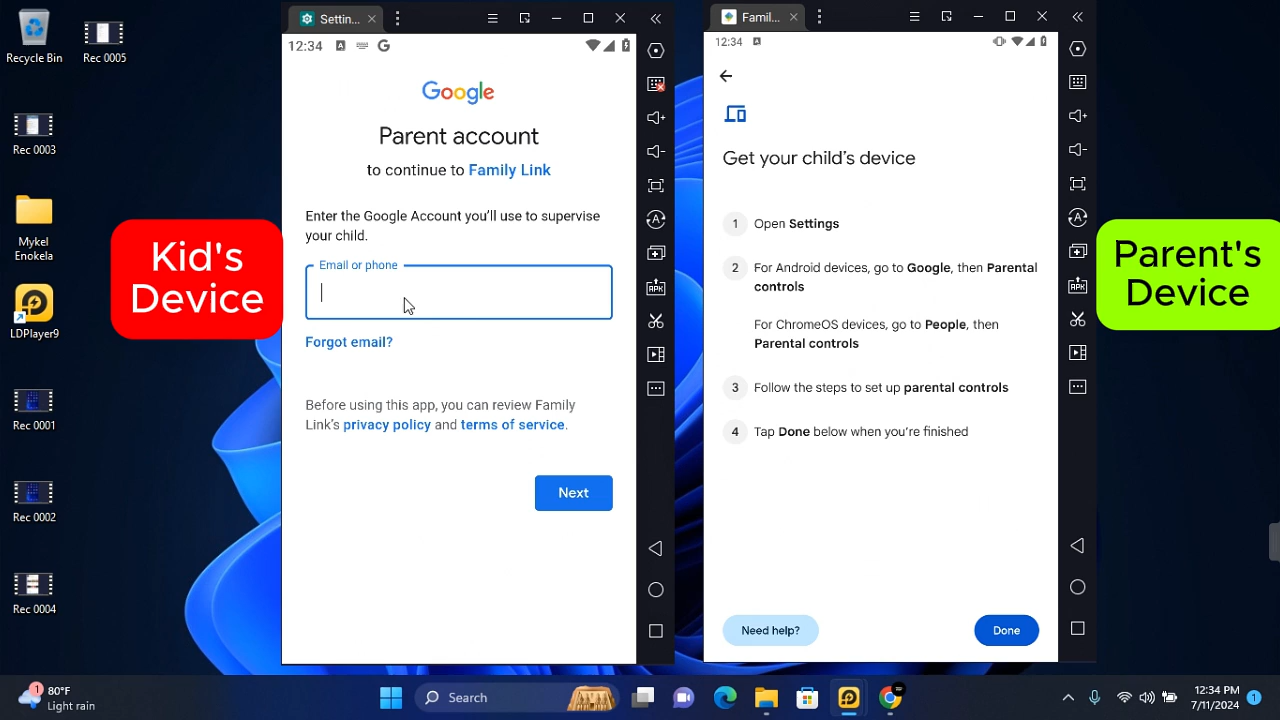 Recycle Bin
Rec 0005
Rec 0003
Mykel
Enokela
LDPlayer9
Rec 0001
Rec 0002
Rec 0004
Kid's
Device
Settin...
12:34
Google
Parent account
to continue to Family Link
Enter the Google Account you'll use to supervise
your child.
Email or phone
Forgot email?
Before using this app, you can review Family
Link's privacy policy and terms of service.
Next
Famil...
12:34
Get your child's device
1 Open Settings
2 For Android devices, go to Google, then Parental
controls
For ChromeOS devices, go to People, then
Parental controls
3 Follow the steps to set up parental controls
4 Tap Done below when you're finished
Need help?
Done
Parent's
Device
1
80°F
Light rain
Search
12:34 PM
7/11/2024
1